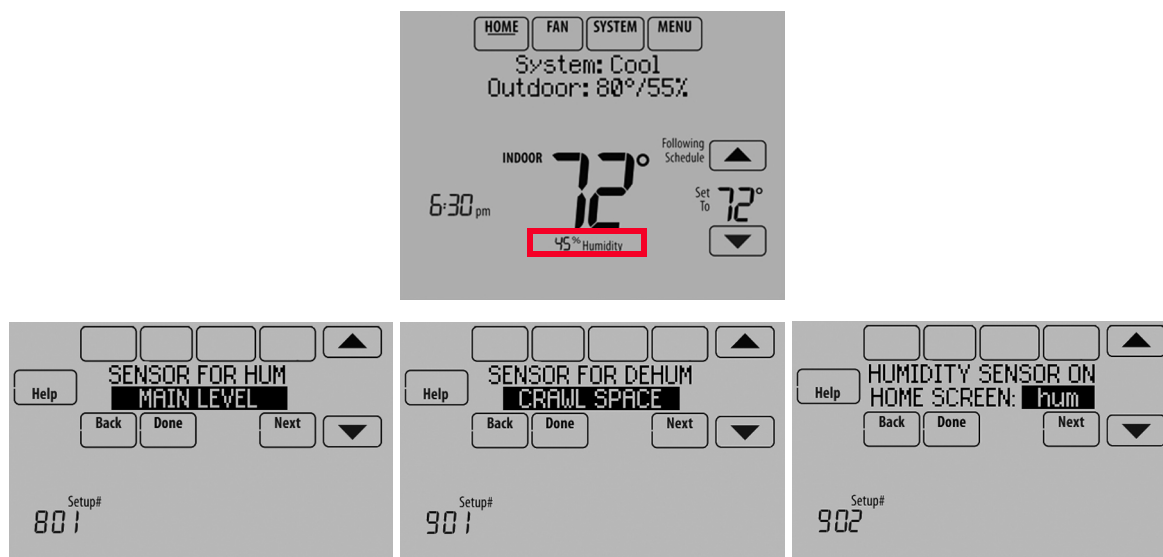 HOME FAN SYSTEM MENU
System: Cool
Outdoor: 80°/55%
Following
Schedule
INDOOR 72°
Set
To 72°
6:30 pm
45% Humidity
SENSOR FOR HUM
Help MAIN LEVEL
Back Done Next
Setup#
801
SENSOR FOR DEHUM
Help CRAWL SPACE
Back Done Next
Setup#
901
HUMIDITY SENSOR ON
Help HOME SCREEN: hum
Back Done Next
Setup#
902